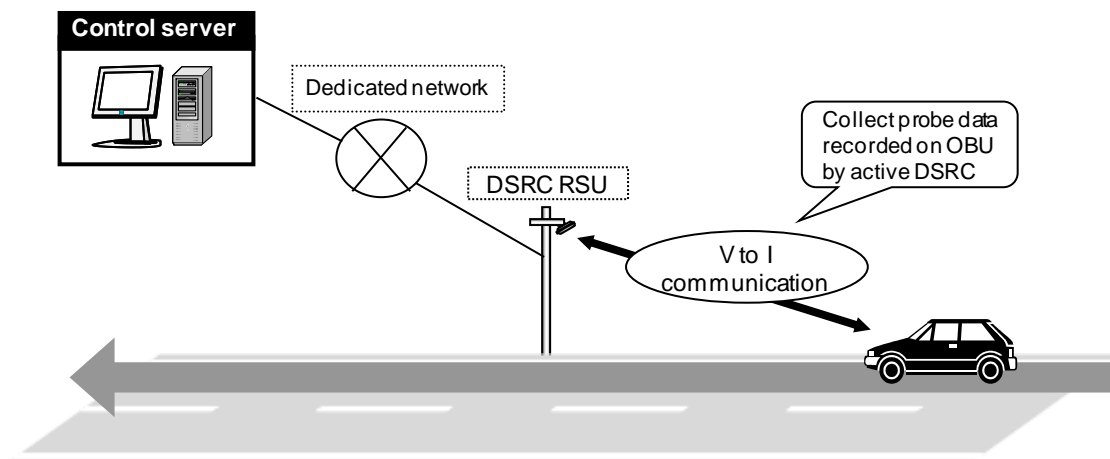 Control server
Dedicated network
DSRC RSU
Collect probe data
recorded on OBU
by active DSRC
V to I
communication